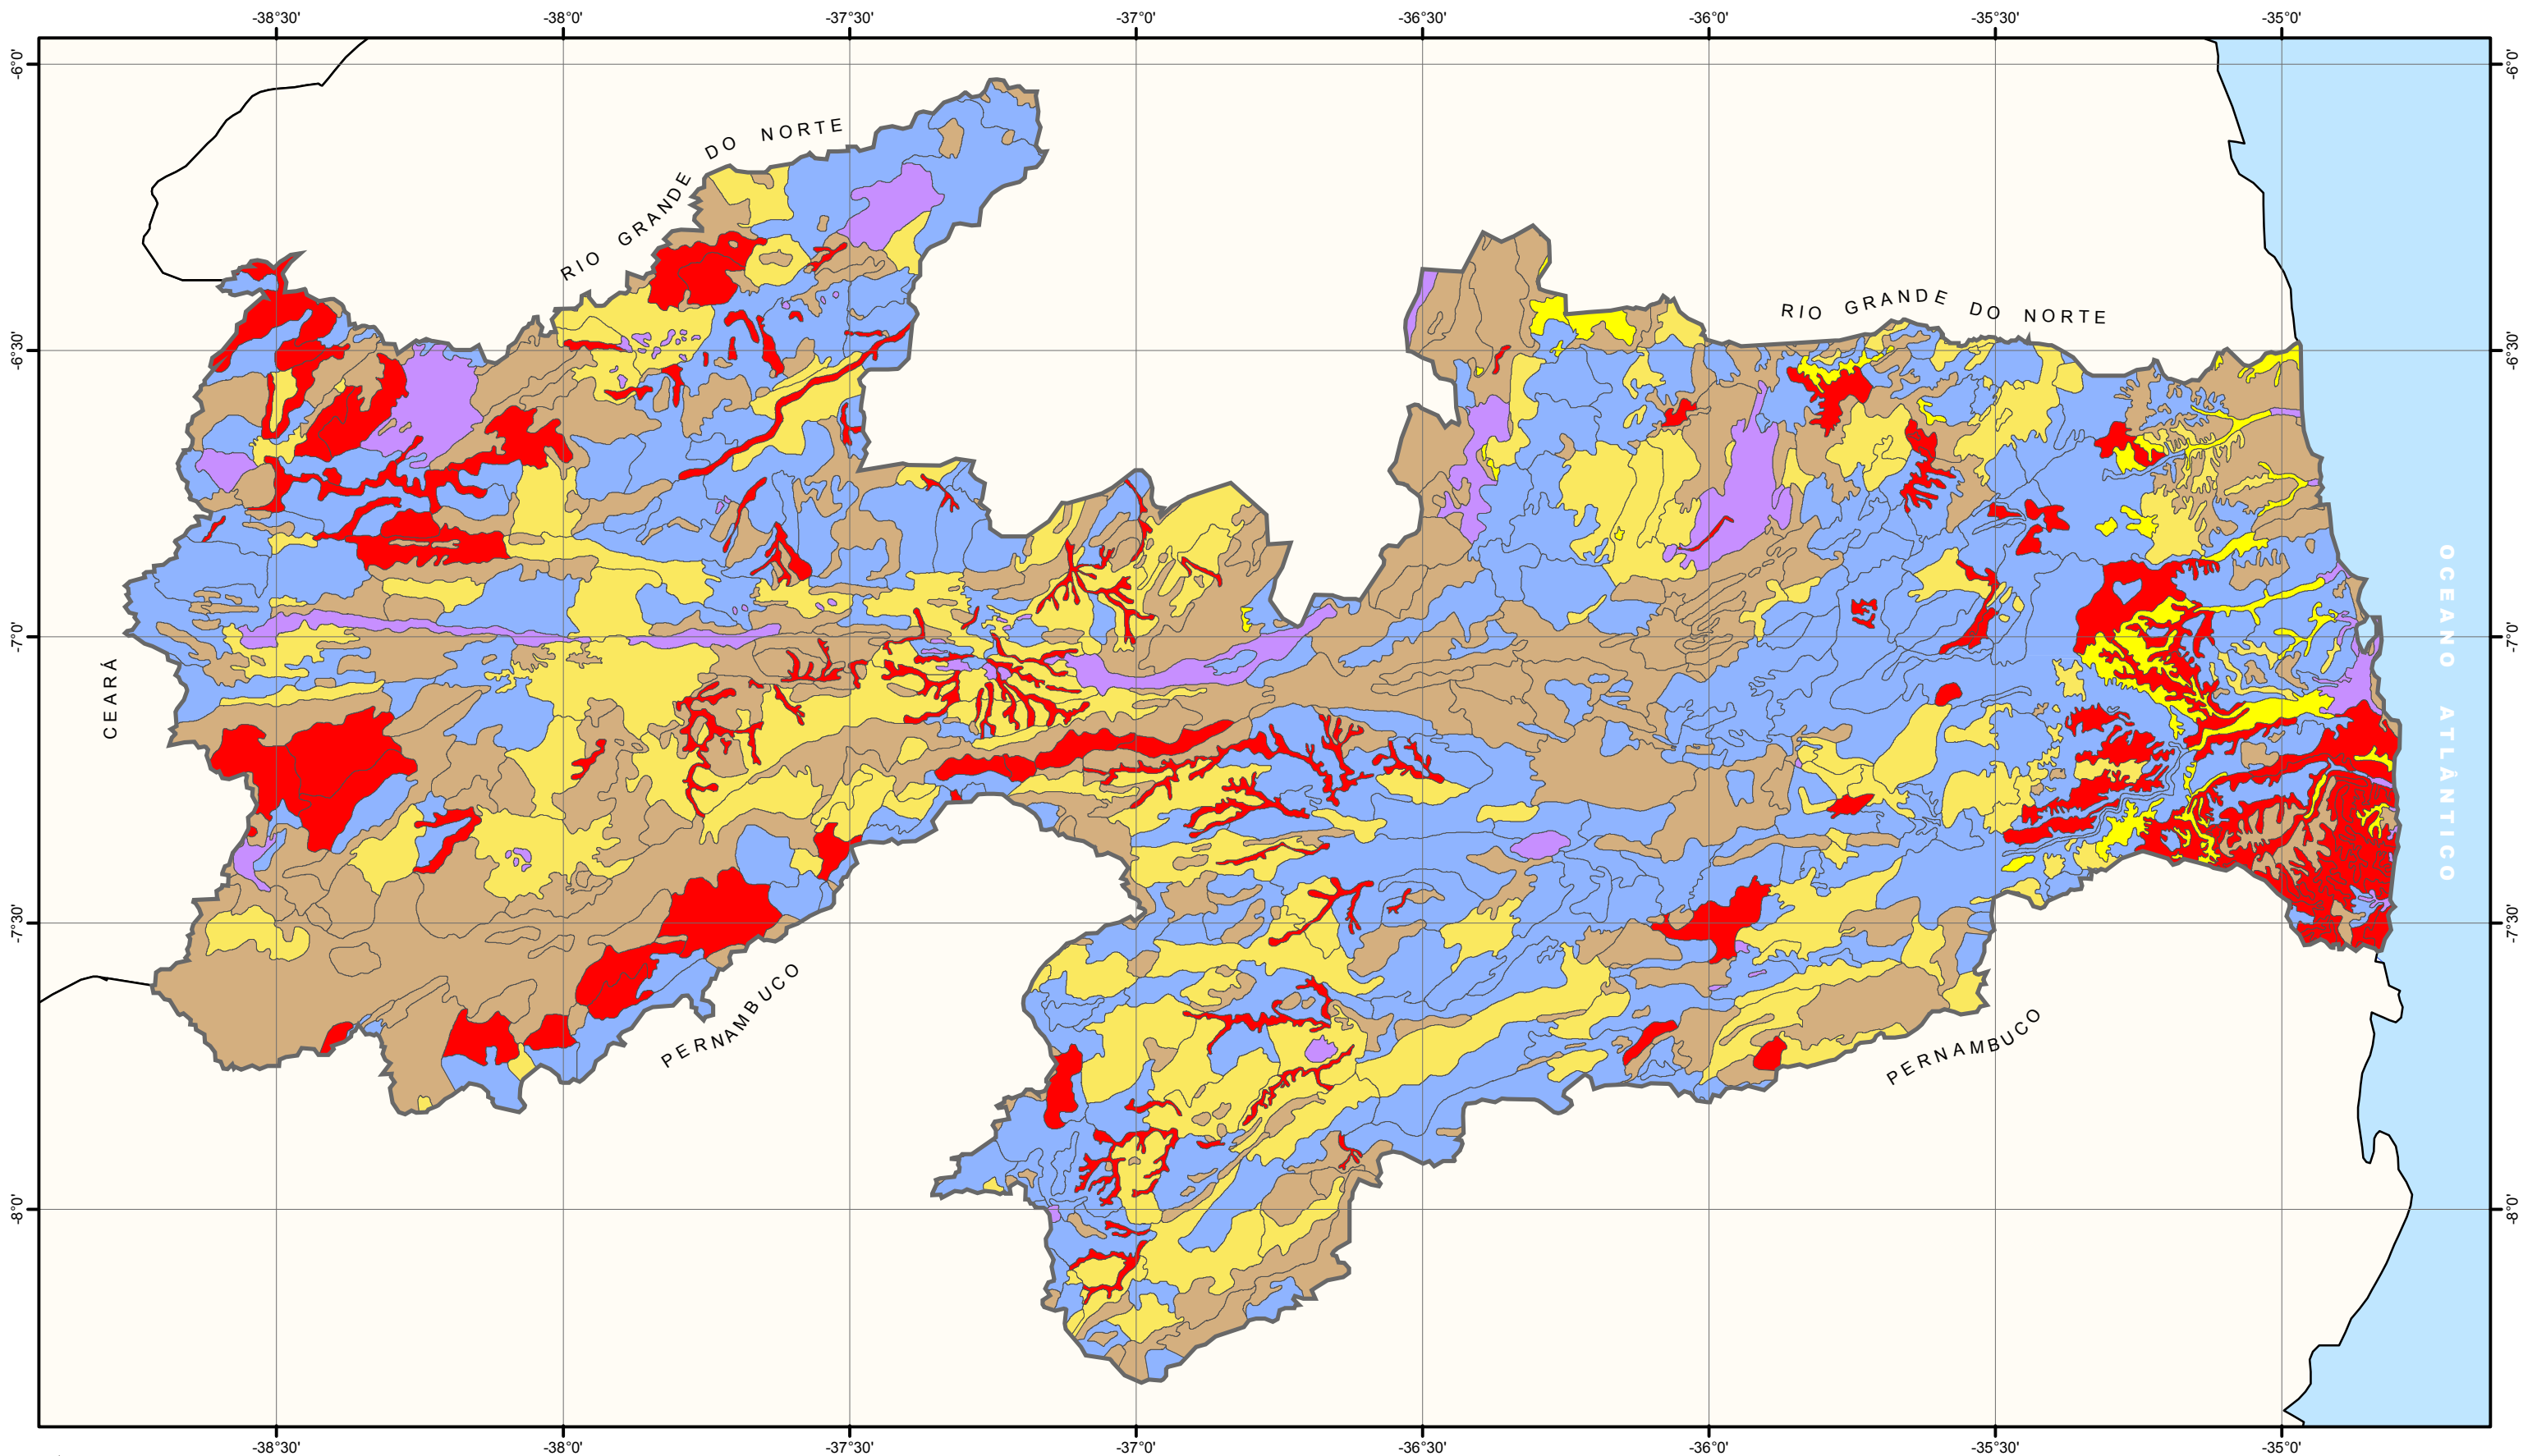 -38°30' -38°0' -37°30' -37°0' -36°30' -36°0' -35°30' -35°0'
-6°0' -6°0'
RIO GRANDE DO NORTE
RIO GRANDE DO NORTE
-6°30' -6°30'
OCEANO ATLÂNTICO
-7°0' -7°0'
CEARÁ
-7°30' -7°30'
PERNAMBUCO
PERNAMBUCO
-8°0' -8°0'
-38°30' -38°0' -37°30' -37°0' -36°30' -36°0' -35°30' -35°0'